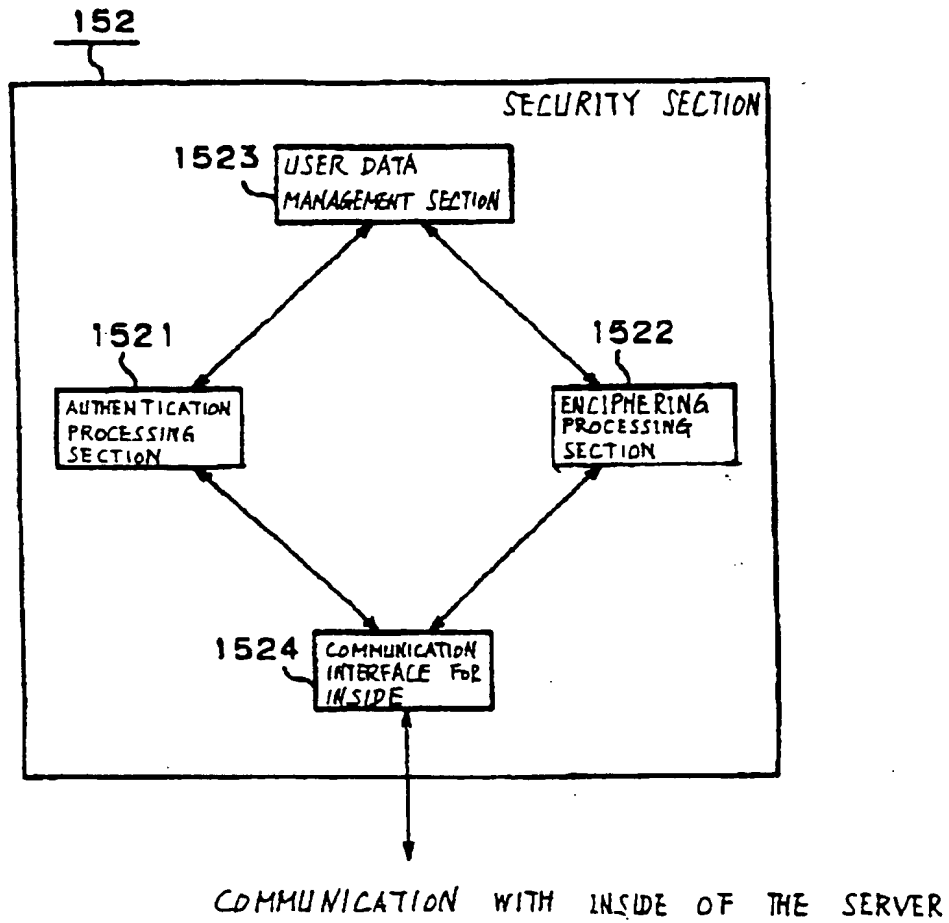 152
SECURITY SECTION
1523
USER DATA
MANAGEMENT SECTION
1521
1522
AUTHENTICATION
PROCESSING
SECTION
ENCIPHERING
PROCESSING
SECTION
1524
COMMUNICATION
INTERFACE FOR
INSIDE
COMMUNICATION WITH INSIDE OF THE SERVER